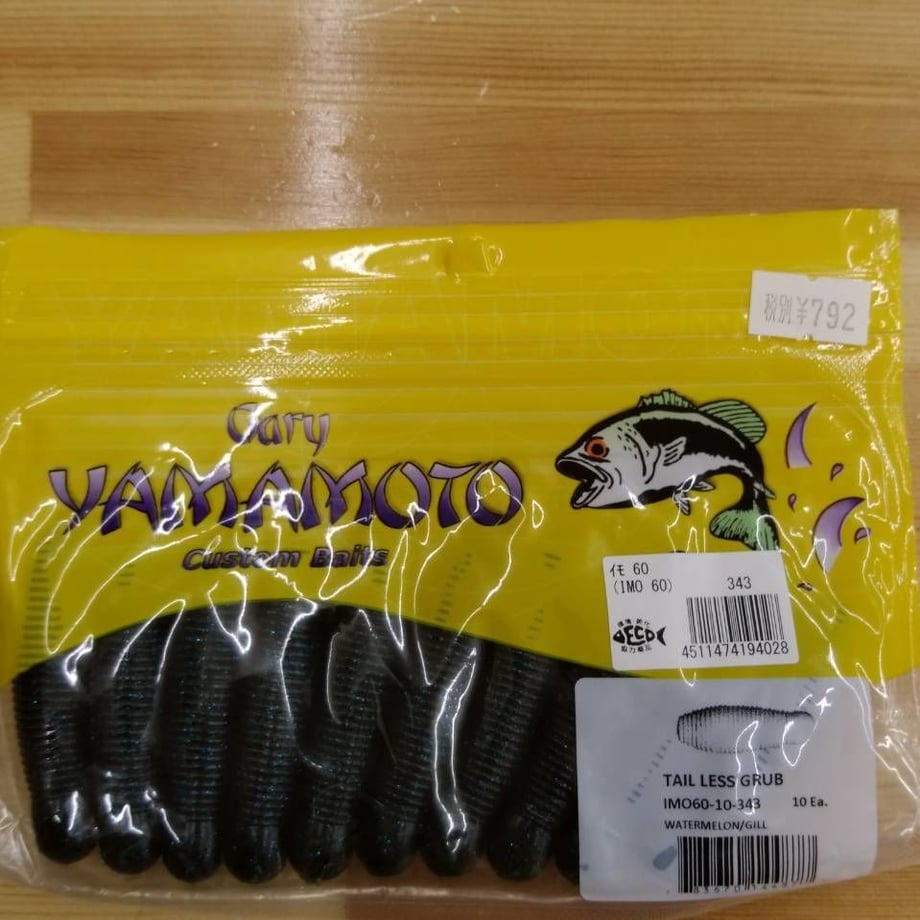 税別¥792
Gary
YAMAMOTO
Custom Baits
イモ 60
(IMO 60)
343
ECO
4511474194028
TAIL LESS GRUB
IMO60-10-343 10 Ea.
WATERMELON/GILL